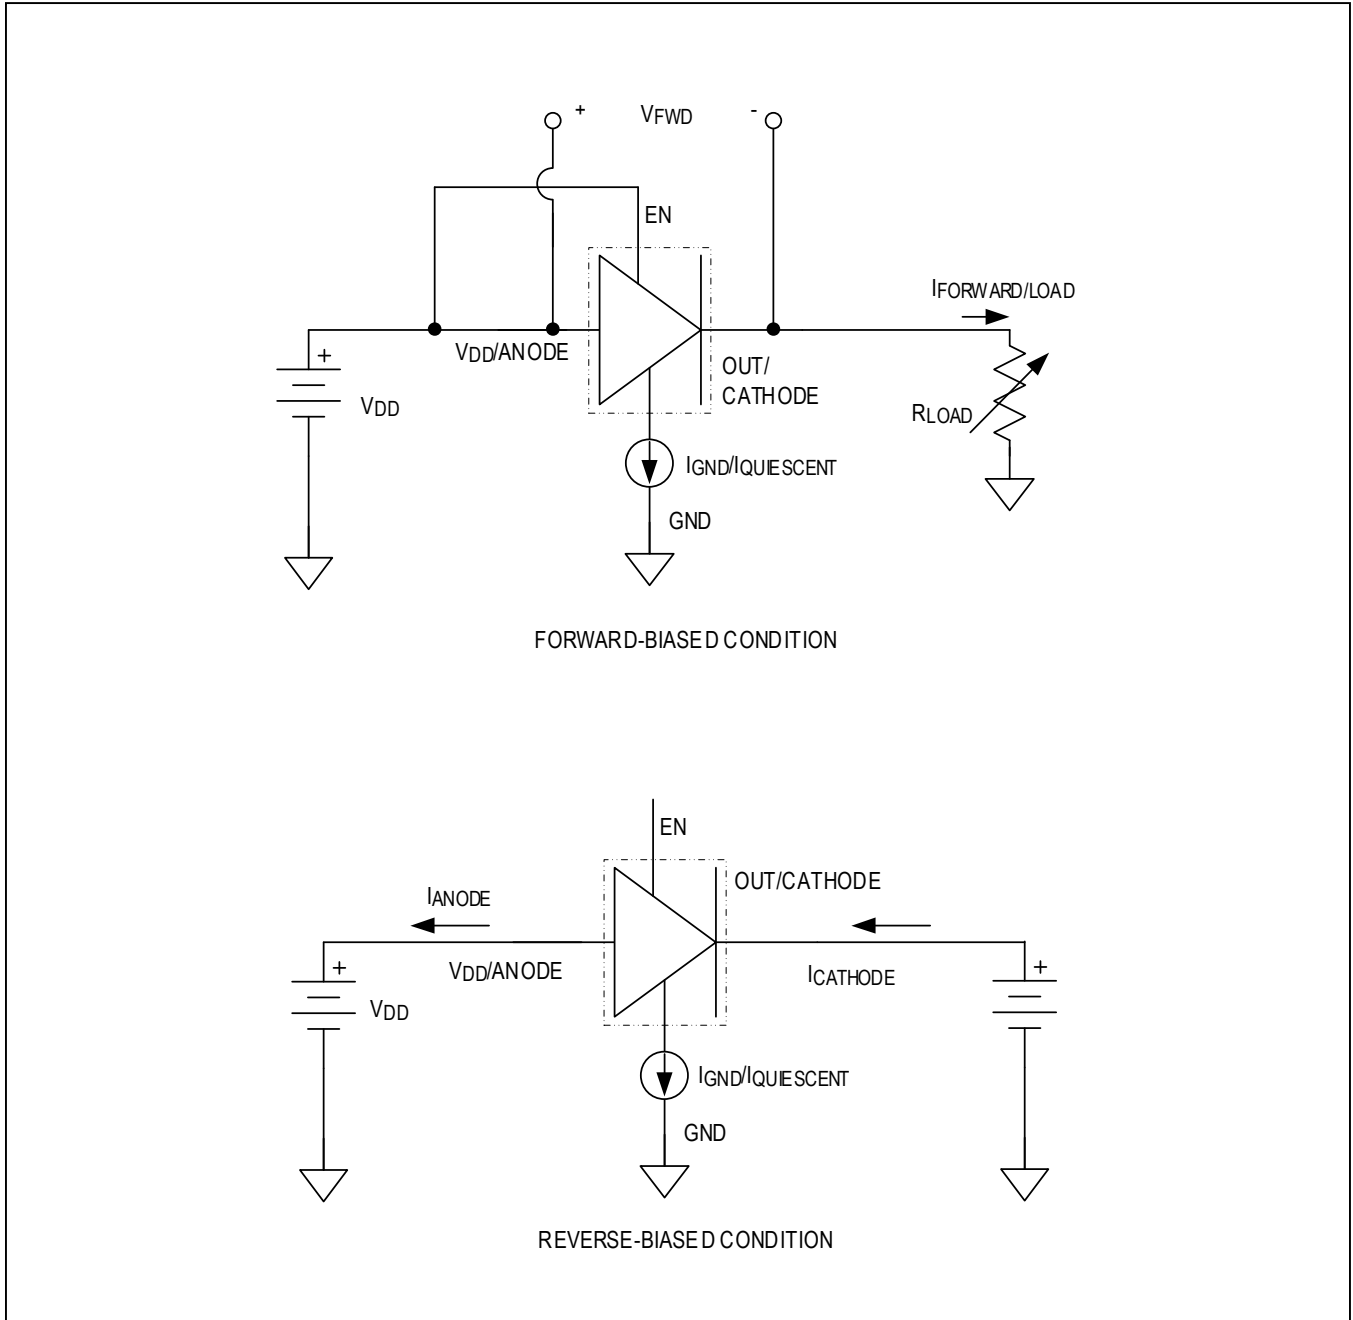 + VFWD -
EN
IFORWARD/LOAD
VDD/ANODE
+
OUT/
CATHODE
VDD
RLOAD
IGND/IQUIESCENT
GND
FORWARD-BIASED CONDITION
EN
OUT/CATHODE
IANODE
+
VDD/ANODE
ICATHODE
+
VDD
IGND/IQUIESCENT
GND
REVERSE-BIASED CONDITION